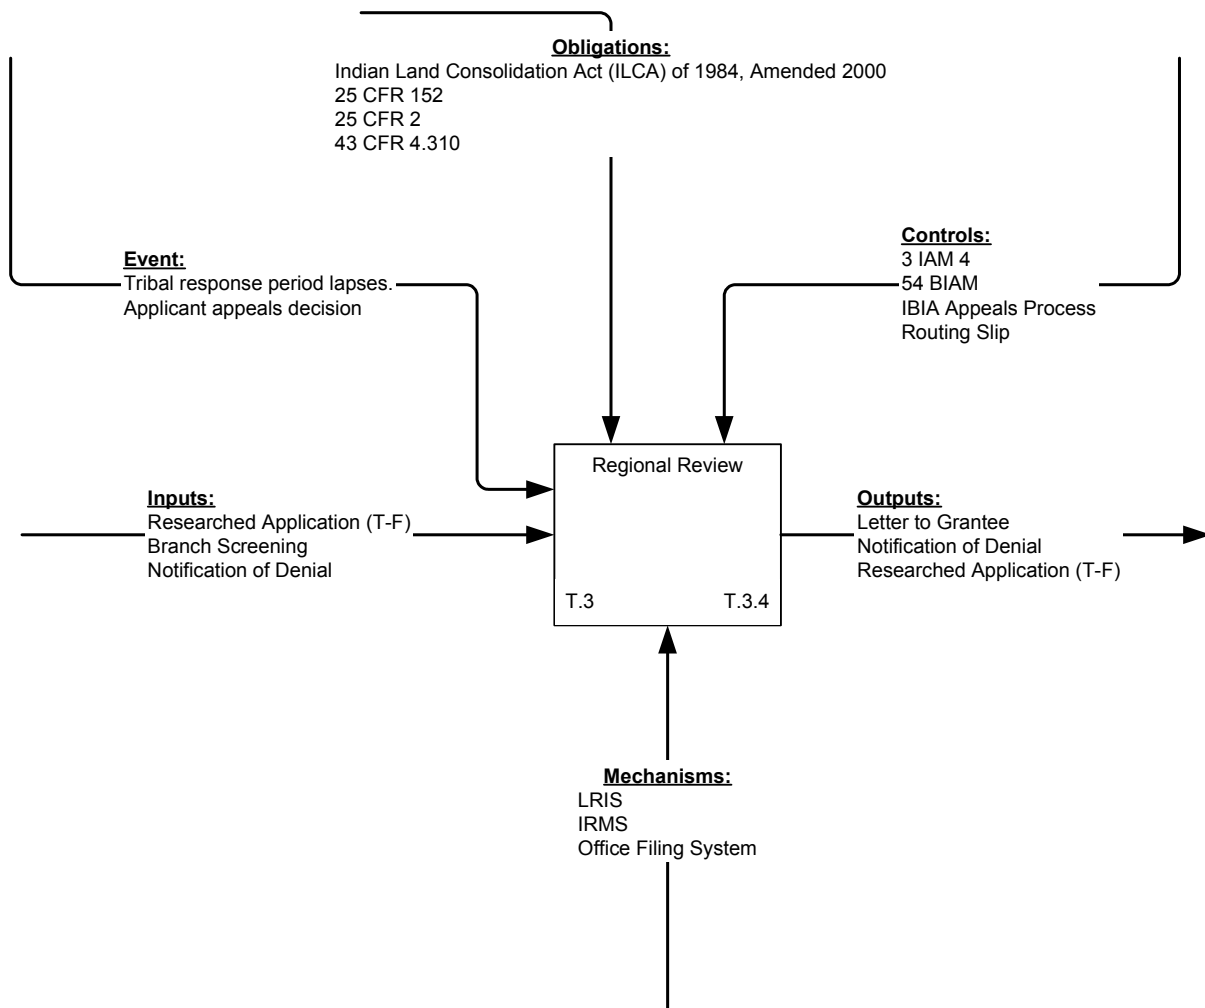 Obligations:
Indian Land Consolidation Act (ILCA) of 1984, Amended 2000
25 CFR 152
25 CFR 2
43 CFR 4.310
Controls:
3 IAM 4
54 BIAM
IBIA Appeals Process
Routing Slip
Event:
Tribal response period lapses.
Applicant appeals decision
Regional Review
T.3
T.3.4
Inputs:
Researched Application (T-F)
Branch Screening
Notification of Denial
Outputs:
Letter to Grantee
Notification of Denial
Researched Application (T-F)
Mechanisms:
LRIS
IRMS
Office Filing System